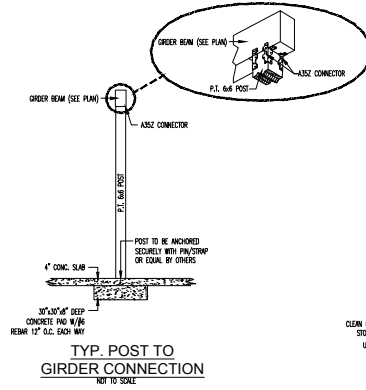 GIRDER BEAM (SEE PLAN)
A35Z CONNECTOR
P.T. 6x6 POST
GIRDER BEAM (SEE PLAN)
A35Z CONNECTOR
P.T. 6x6 POST
POST TO BE ANCHORED
SECURELY WITH PIN/STRAP
OR EQUAL BY OTHERS
4" CONC. SLAB
30"x30"x8" DEEP
CONCRETE PAD W/#6
REBAR 12" O.C. EACH WAY
TYP. POST TO
GIRDER CONNECTION
NOT TO SCALE
CLEAN
STO
U